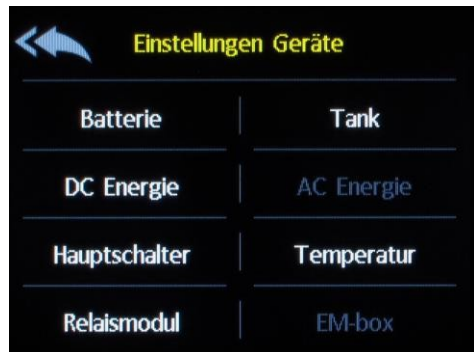 Einstellungen Geräte
Batterie
Tank
DC Energie
AC Energie
Hauptschalter
Temperatur
Relaismodul
EM-box